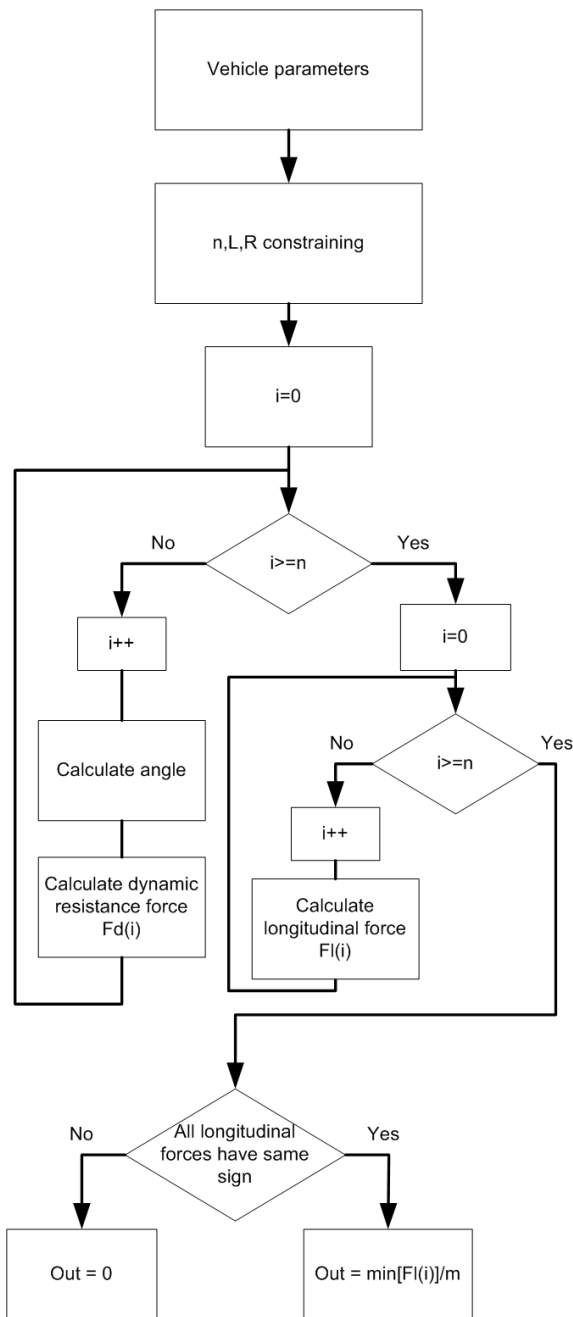 Vehicle parameters
n,L,R constraining
i=0
No
Yes
i>=n
i++
i=0
Calculate angle
No
Yes
i>=n
i++
Calculate dynamic
resistance force
Fd(i)
Calculate
longitudinal force
Fl(i)
No
Yes
All longitudinal
forces have same
sign
Out = 0
Out = min[Fl(i)]/m